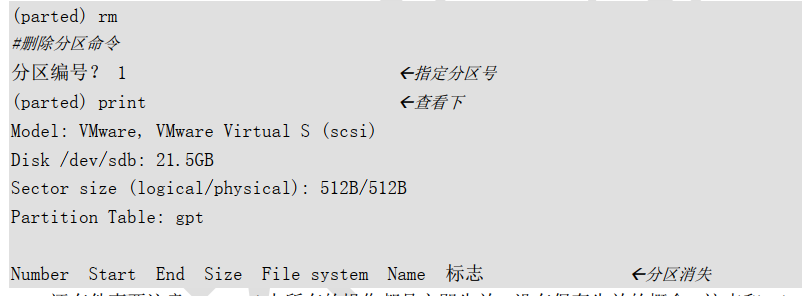 (parted) rm
#删除分区命令
分区编号？ 1 ←指定分区号
(parted) print ←查看下
Model: VMware, VMware Virtual S (scsi)
Disk /dev/sdb: 21.5GB
Sector size (logical/physical): 512B/512B
Partition Table: gpt
Number Start End Size File system Name 标志 ←分区消失